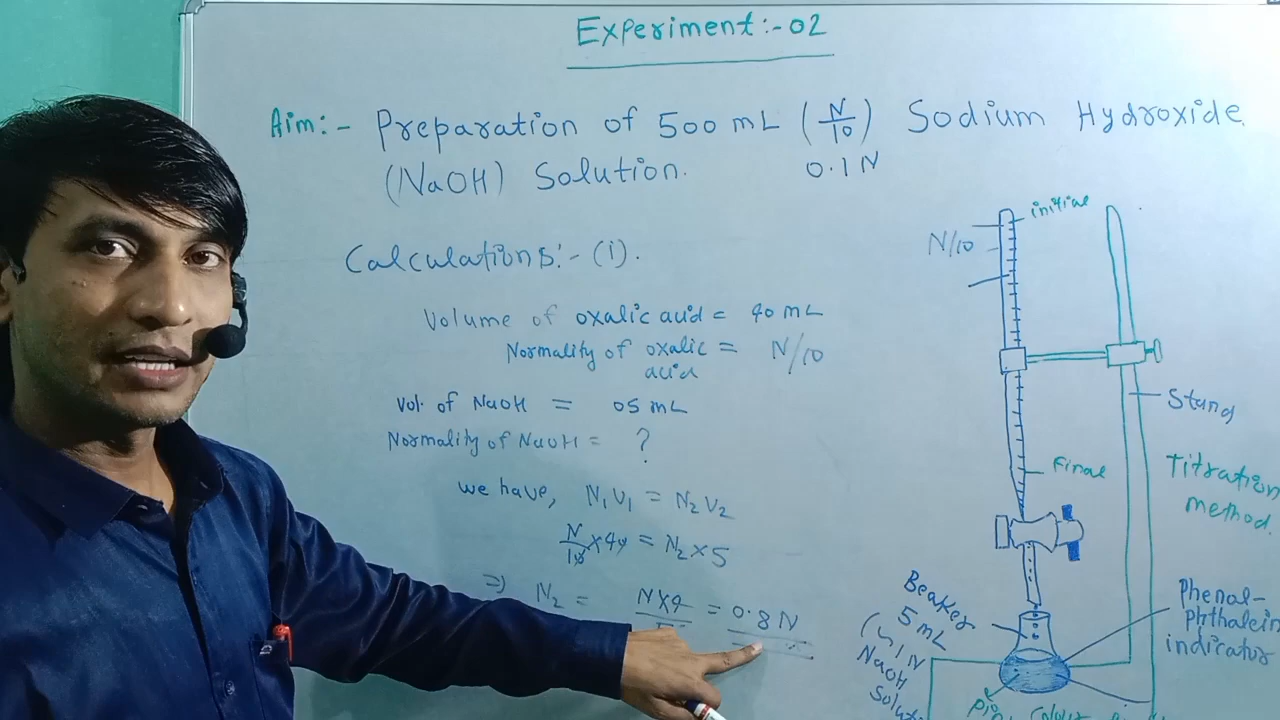 Experiment:-02
Aim:- Preparation of 500 mL (N/10) Sodium Hydroxide
(NaOH) Solution. 0.1 N
Calculations:- (i).
Volume of oxalic acid = 40 mL
Normality of oxalic acid = N/10
Vol. of NaOH = 05 mL
Normality of NaOH = ?
we have, N₁V₁ = N₂V₂
N/10 × 40 = N₂ × 5
⇒ N₂ = N×4 = 0.8 N
initial
N/10
Stand
Final
Titration
method.
Beaker
5 mL
1 N
NaOH
Phenal-
phthalein
indicator
Colour